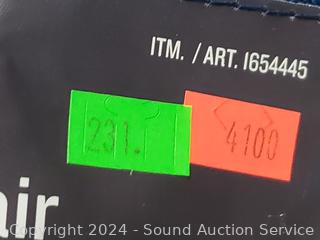 ITM. / ART. 1654445
231.
4100
air
Copyright 2024 - Sound Auction Service